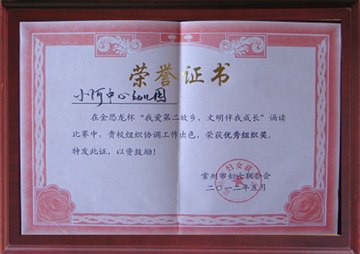 荣誉证书
小河中心幼儿园
在金恐龙杯“我爱第二故乡，文明伴我成长”诵读
比赛中，贵校组织协调工作出色，荣获优秀组织奖。
特发此证，以资鼓励！
常州市妇女联合会
二〇一二年五月